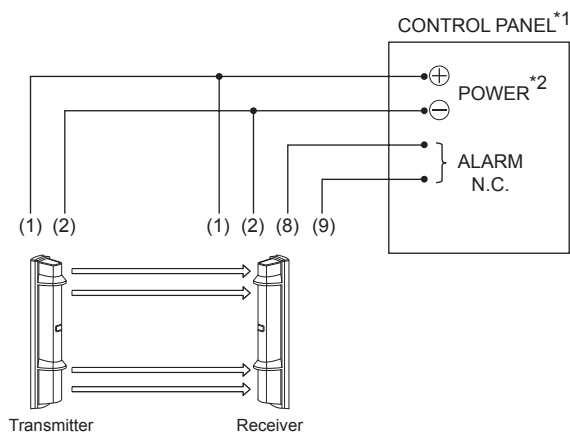 CONTROL PANEL*1
⊕
POWER*2
⊖
ALARM
N.C.
(1) (2) (1) (2) (8) (9)
Transmitter Receiver